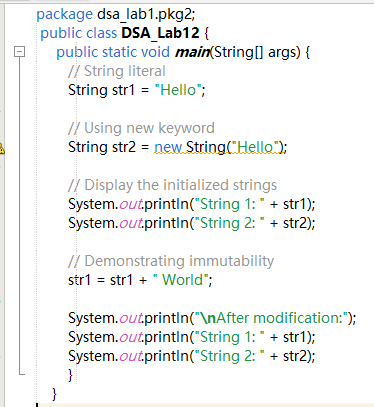 package dsa_lab1.pkg2;
public class DSA_Lab12 {
public static void main(String[] args) {
// String literal
String str1 = "Hello";
// Using new keyword
String str2 = new String("Hello");
// Display the initialized strings
System.out.println("String 1: " + str1);
System.out.println("String 2: " + str2);
// Demonstrating immutability
str1 = str1 + " World";
System.out.println("\nAfter modification:");
System.out.println("String 1: " + str1);
System.out.println("String 2: " + str2);
}
}